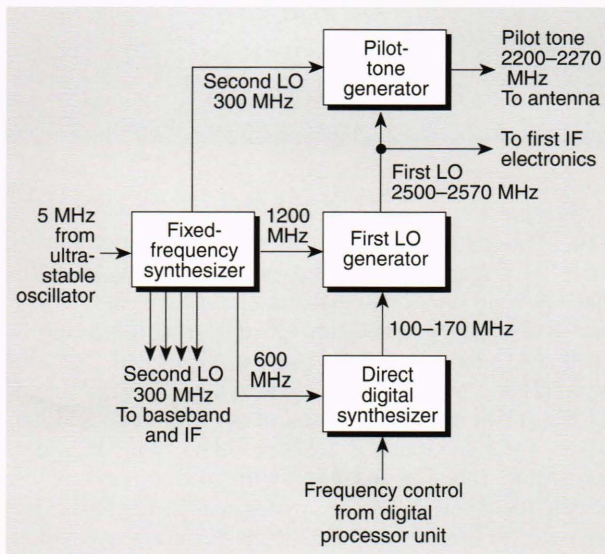 Pilot-
tone
generator
Pilot tone
2200–2270
MHz
To antenna
Second LO
300 MHz
To first IF
electronics
First LO
2500–2570 MHz
5 MHz
from
ultra-
stable
oscillator
Fixed-
frequency
synthesizer
1200
MHz
First LO
generator
100–170 MHz
Second LO
300 MHz
To baseband
and IF
600
MHz
Direct
digital
synthesizer
Frequency control
from digital
processor unit